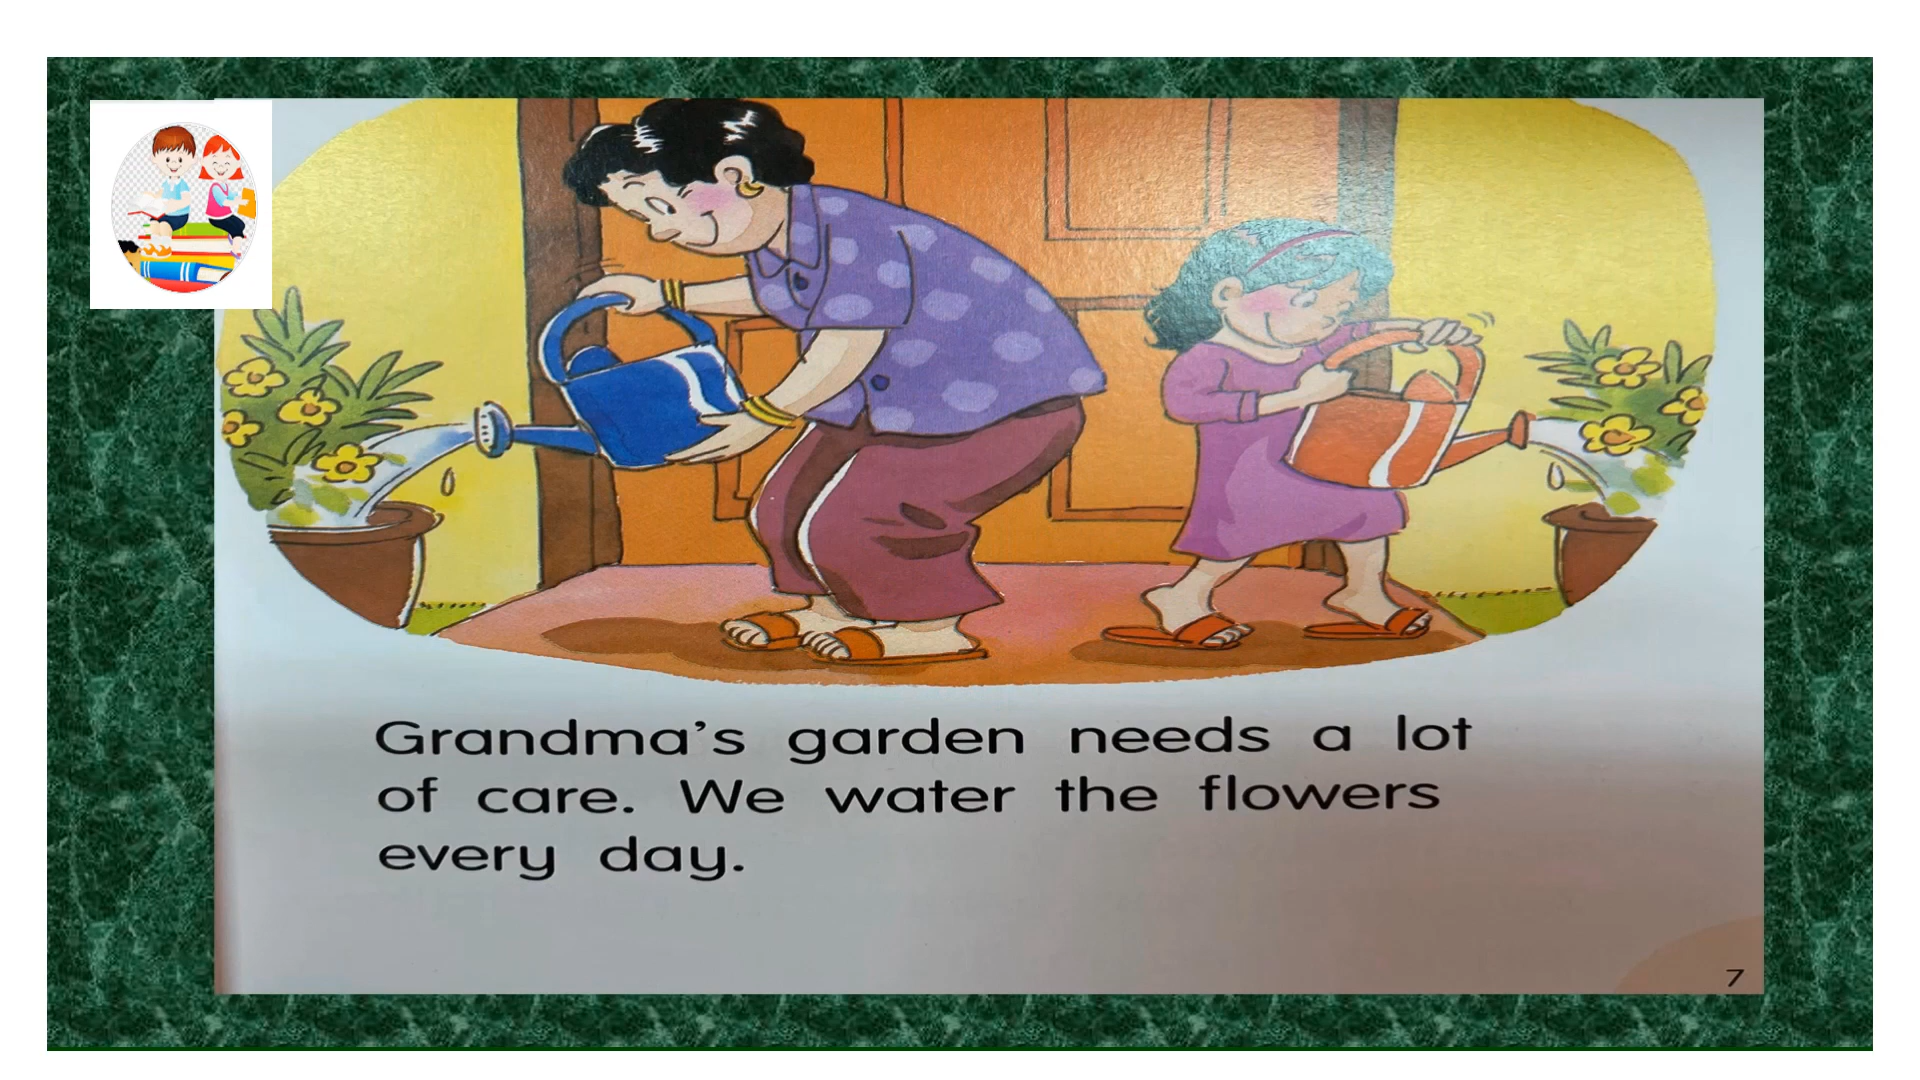 Grandma’s garden needs a lot
of care. We water the flowers
every day.
7